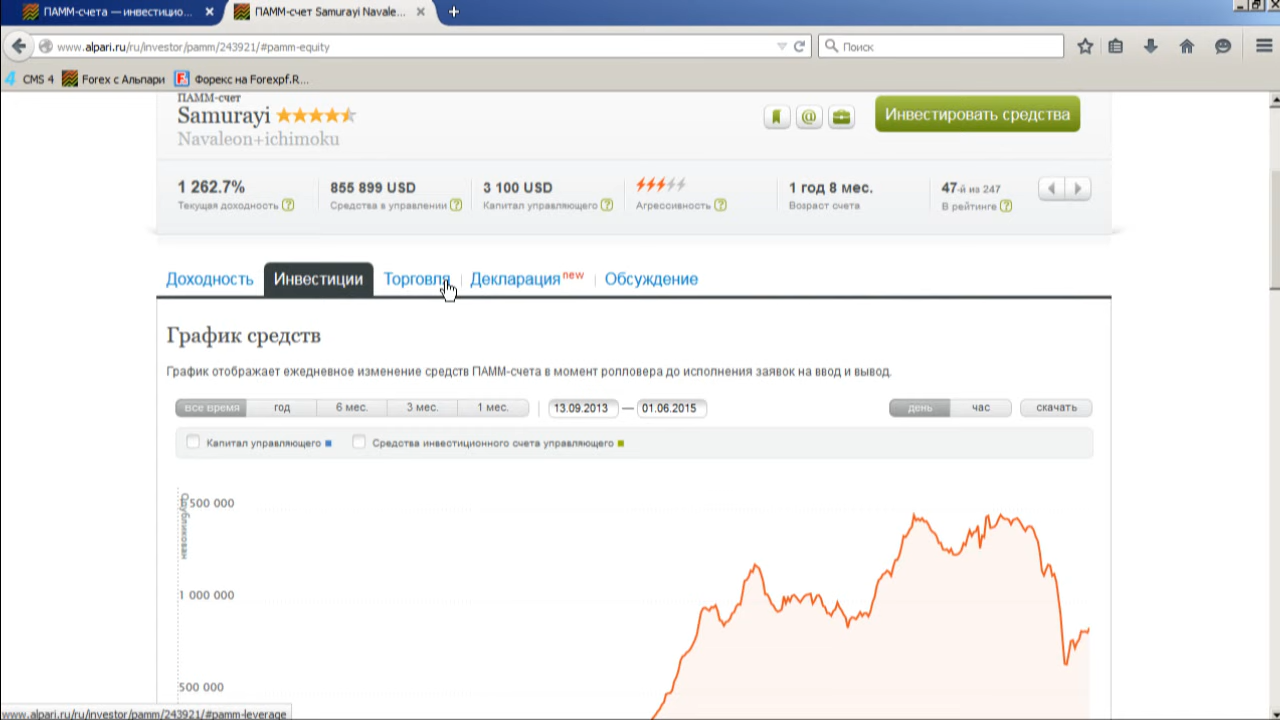 ПАММ-счета — инвестицио...
ПАММ-счет Samurayi Navale...
www.alpari.ru/ru/investor/pamm/243921/#pamm-equity
Поиск
CMS 4
Forex с Альпари
Форекс на Forexpf.R...
ПАММ-счет
Samurayi
Navaleon+ichimoku
Инвестировать средства
1 262.7%
Текущая доходность ?
855 899 USD
Средства в управлении ?
3 100 USD
Капитал управляющего ?
Агрессивность ?
1 год 8 мес.
Возраст счета
47-й из 247
В рейтинге ?
Доходность
Инвестиции
Торговля
Декларация new
Обсуждение
График средств
График отображает ежедневное изменение средств ПАММ-счета в момент ролловера до исполнения заявок на ввод и вывод.
все время год 6 мес. 3 мес. 1 мес. 13.09.2013 — 01.06.2015 день час скачать
Капитал управляющего
Средства инвестиционного счета управляющего
Опубликован
1 500 000
1 000 000
500 000
www.alpari.ru/ru/investor/pamm/243921/#pamm-leverage